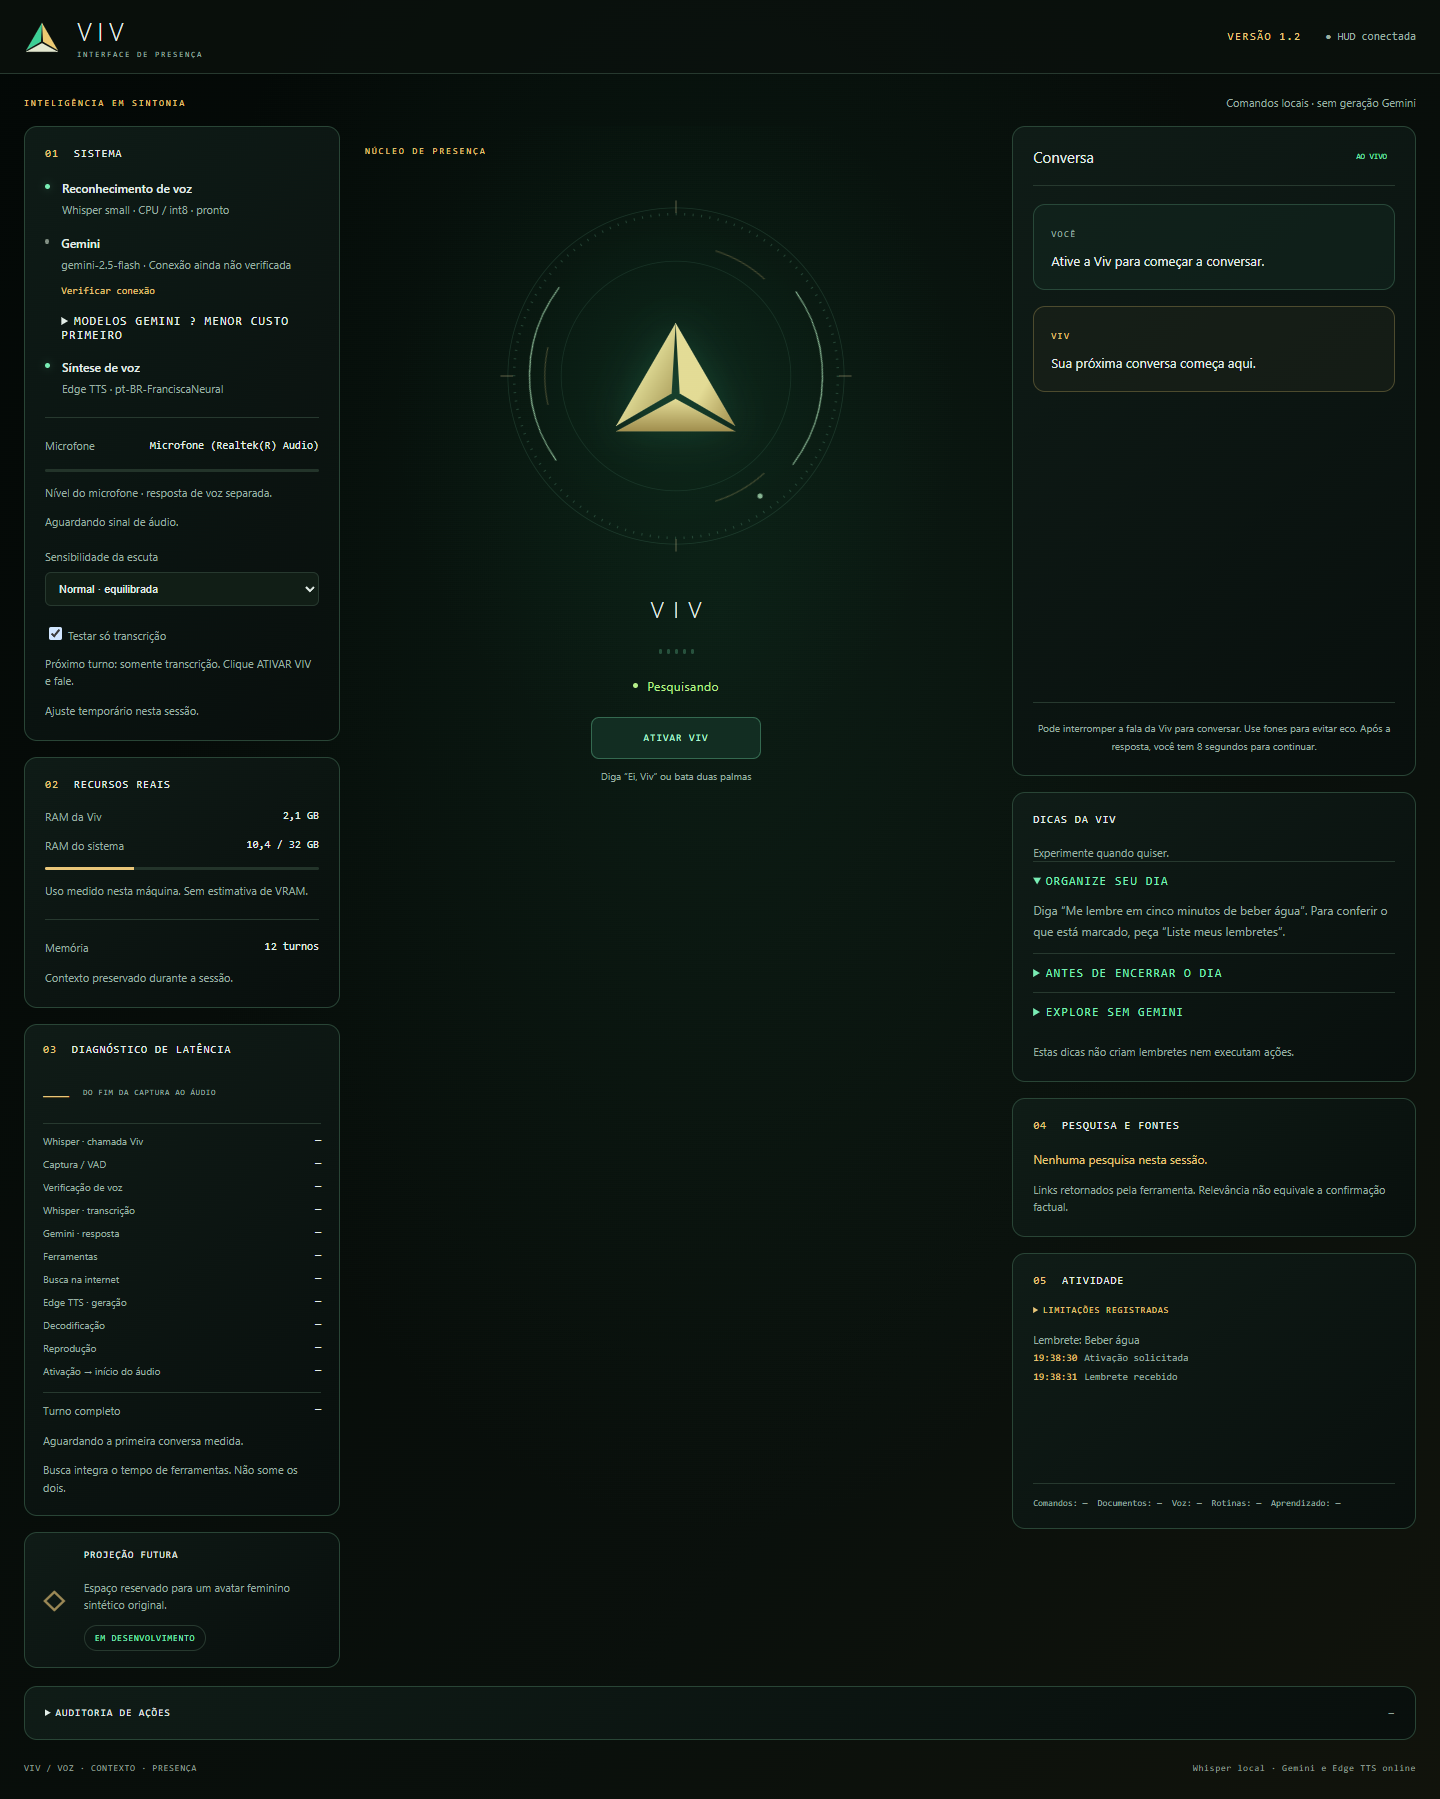 VIV
INTERFACE DE PRESENÇA
VERSÃO 1.2
HUD conectada
INTELIGÊNCIA EM SINTONIA
Comandos locais · sem geração Gemini
01 SISTEMA
Reconhecimento de voz
Whisper small · CPU / int8 · pronto
Gemini
gemini-2.5-flash · Conexão ainda não verificada
Verificar conexão
MODELOS GEMINI ? MENOR CUSTO
PRIMEIRO
Síntese de voz
Edge TTS · pt-BR-FranciscaNeural
Microfone
Microfone (Realtek(R) Audio)
Nível do microfone · resposta de voz separada.
Aguardando sinal de áudio.
Sensibilidade da escuta
Normal · equilibrada
Testar só transcrição
Próximo turno: somente transcrição. Clique ATIVAR VIV
e fale.
Ajuste temporário nesta sessão.
02 RECURSOS REAIS
RAM da Viv
2,1 GB
RAM do sistema
10,4 / 32 GB
Uso medido nesta máquina. Sem estimativa de VRAM.
Memória
12 turnos
Contexto preservado durante a sessão.
03 DIAGNÓSTICO DE LATÊNCIA
— DO FIM DA CAPTURA AO ÁUDIO
Whisper · chamada Viv —
Captura / VAD —
Verificação de voz —
Whisper · transcrição —
Gemini · resposta —
Ferramentas —
Busca na internet —
Edge TTS · geração —
Decodificação —
Reprodução —
Ativação → início do áudio —
Turno completo —
Aguardando a primeira conversa medida.
Busca integra o tempo de ferramentas. Não some os
dois.
PROJEÇÃO FUTURA
Espaço reservado para um avatar feminino
sintético original.
EM DESENVOLVIMENTO
NÚCLEO DE PRESENÇA
VIV
Pesquisando
ATIVAR VIV
Diga “Ei, Viv” ou bata duas palmas
Conversa
AO VIVO
VOCÊ
Ative a Viv para começar a conversar.
VIV
Sua próxima conversa começa aqui.
Pode interromper a fala da Viv para conversar. Use fones para evitar eco. Após a
resposta, você tem 8 segundos para continuar.
DICAS DA VIV
Experimente quando quiser.
ORGANIZE SEU DIA
Diga “Me lembre em cinco minutos de beber água”. Para conferir o
que está marcado, peça “Liste meus lembretes”.
ANTES DE ENCERRAR O DIA
EXPLORE SEM GEMINI
Estas dicas não criam lembretes nem executam ações.
04 PESQUISA E FONTES
Nenhuma pesquisa nesta sessão.
Links retornados pela ferramenta. Relevância não equivale a confirmação
factual.
05 ATIVIDADE
LIMITAÇÕES REGISTRADAS
Lembrete: Beber água
19:38:30 Ativação solicitada
19:38:31 Lembrete recebido
Comandos: — Documentos: — Voz: — Rotinas: — Aprendizado: —
AUDITORIA DE AÇÕES —
VIV / VOZ · CONTEXTO · PRESENÇA
Whisper local · Gemini e Edge TTS online